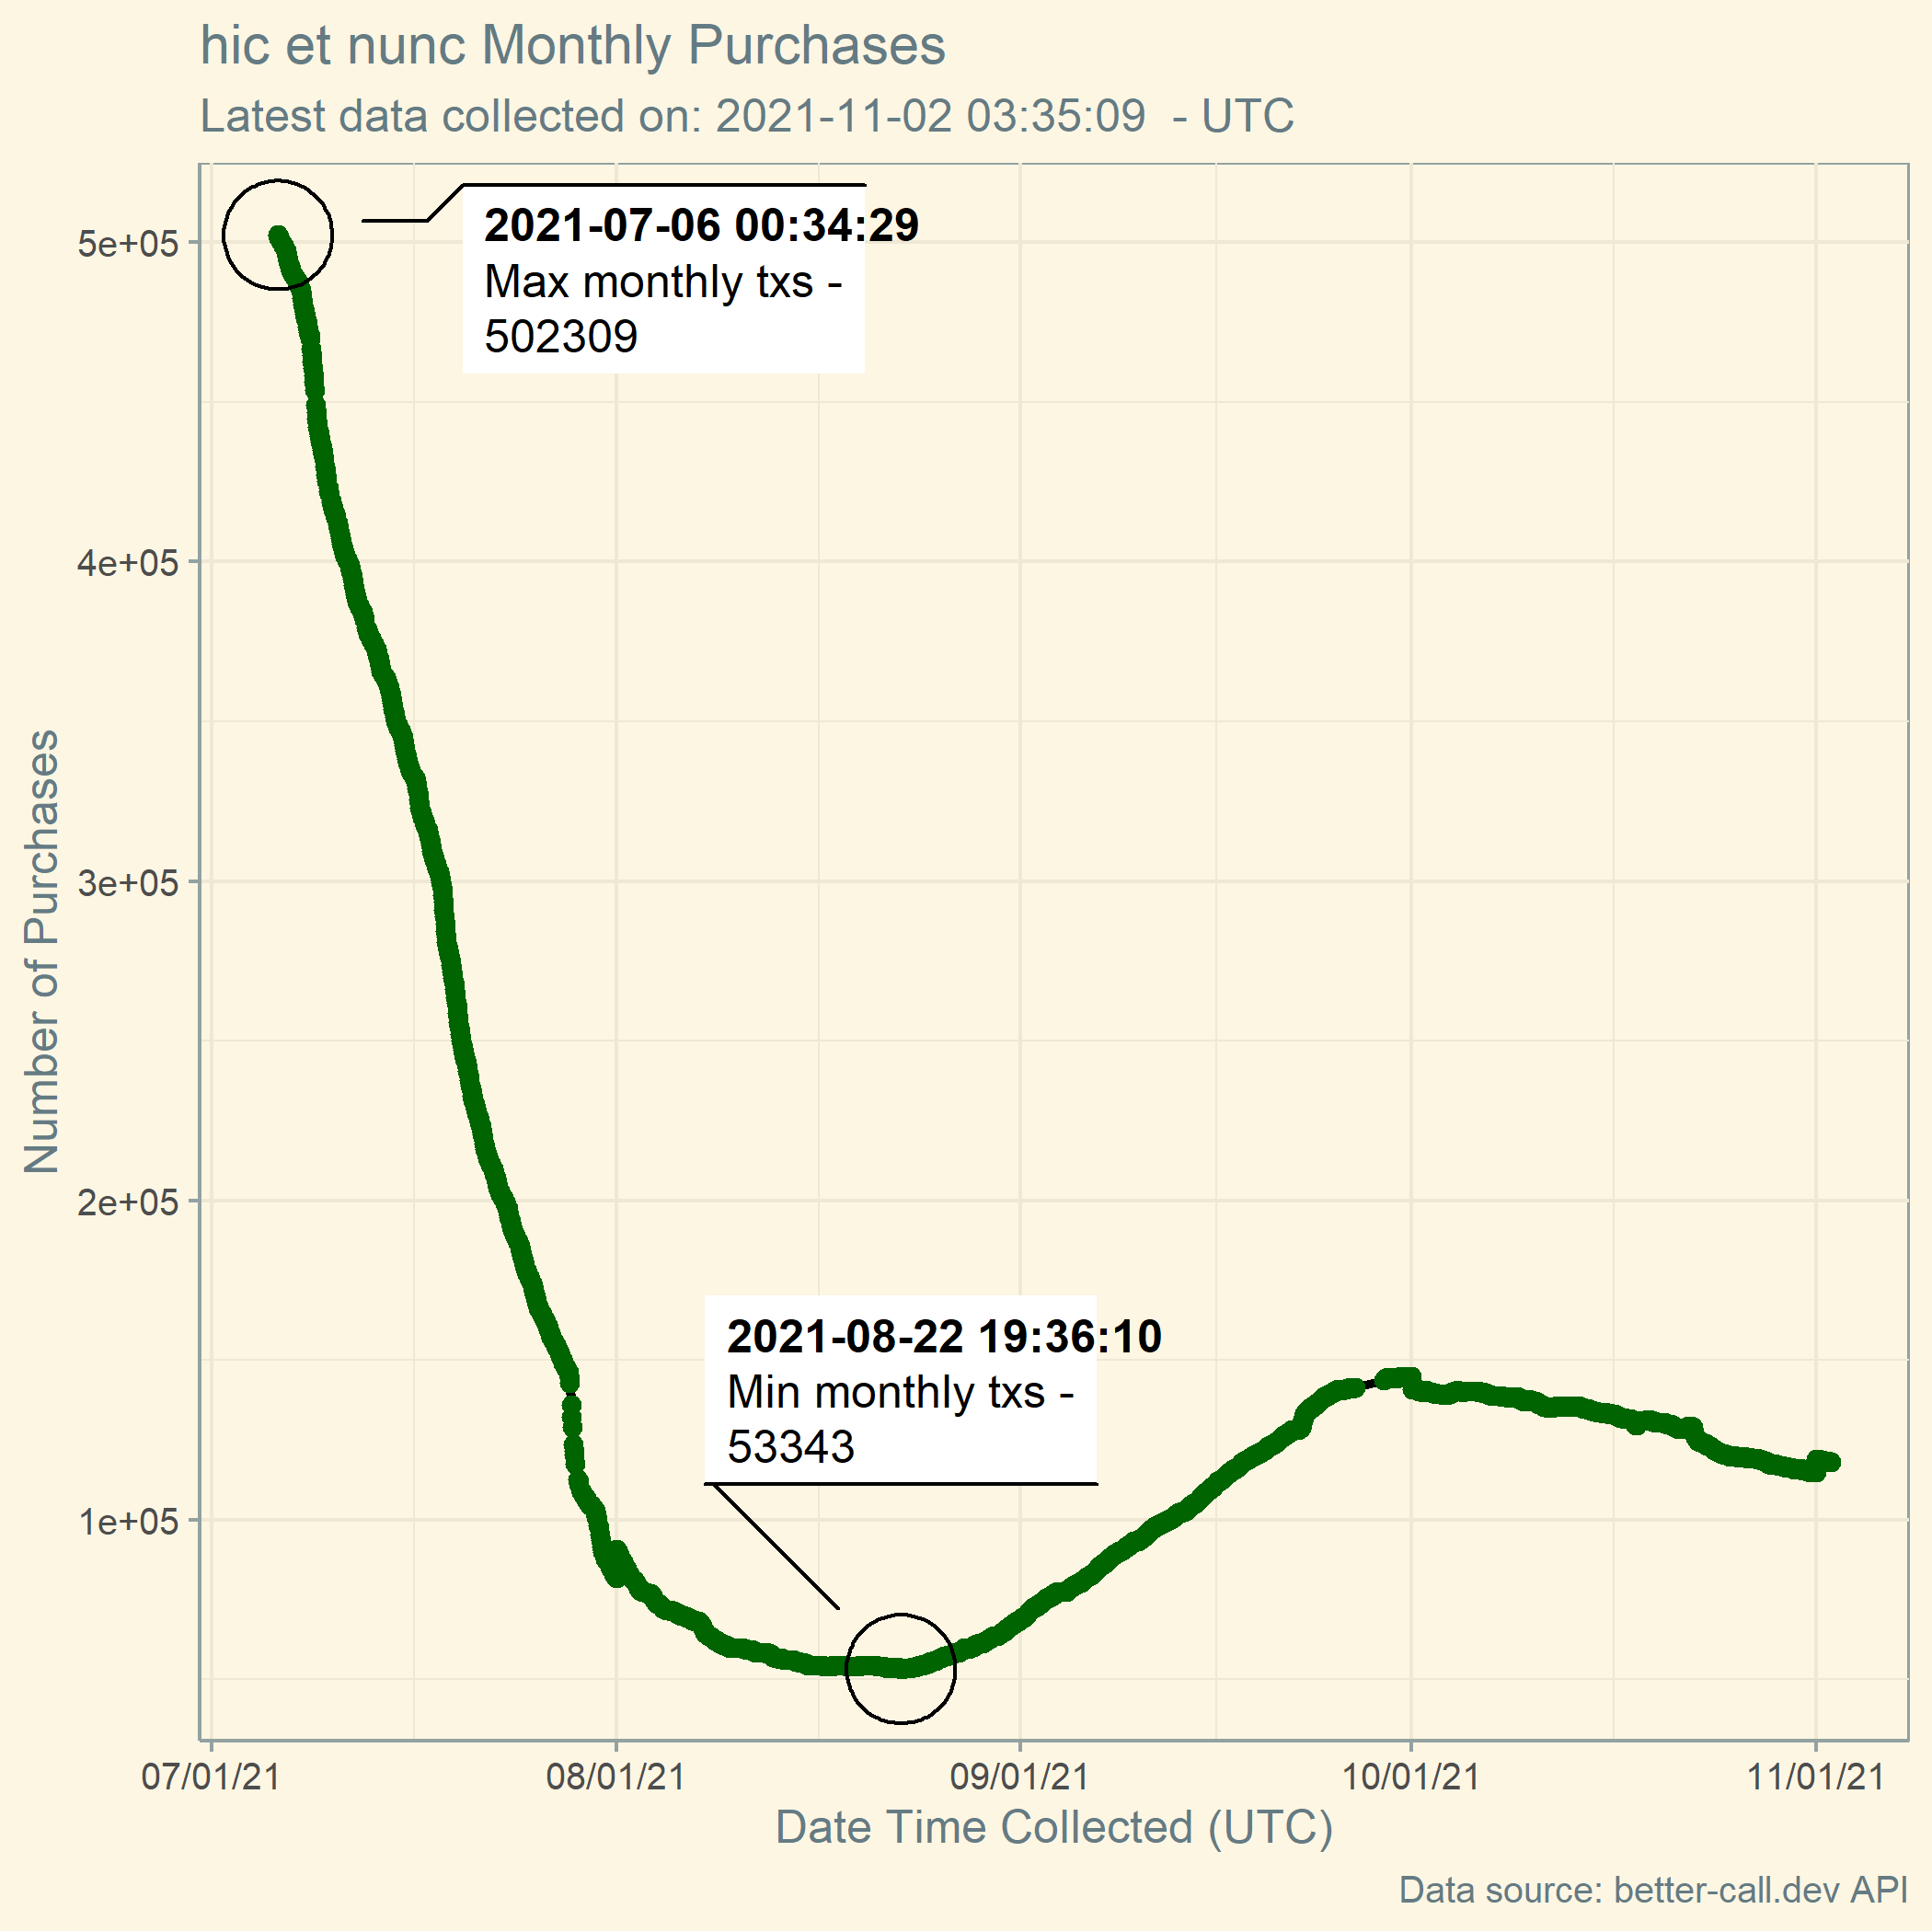 hic et nunc Monthly Purchases
Latest data collected on: 2021-11-02 03:35:09  - UTC
2021-07-06 00:34:29
Max monthly txs -
502309
5e+05
4e+05
3e+05
2e+05
1e+05
Number of Purchases
2021-08-22 19:36:10
Min monthly txs -
53343
07/01/21
08/01/21
09/01/21
10/01/21
11/01/21
Date Time Collected (UTC)
Data source: better-call.dev API